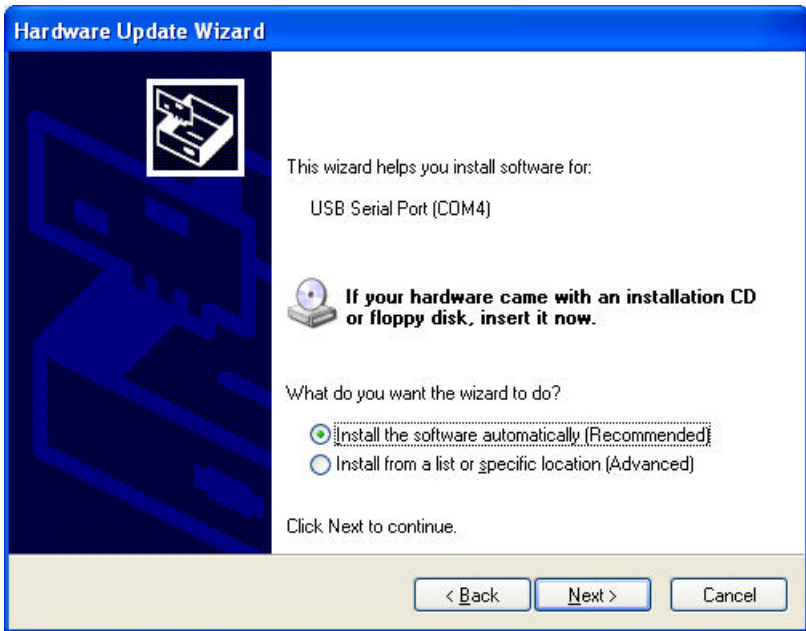 Hardware Update Wizard
This wizard helps you install software for:
USB Serial Port (COM4)
If your hardware came with an installation CD
or floppy disk, insert it now.
What do you want the wizard to do?
Install the software automatically (Recommended)
Install from a list or specific location (Advanced)
Click Next to continue.
< Back Next > Cancel